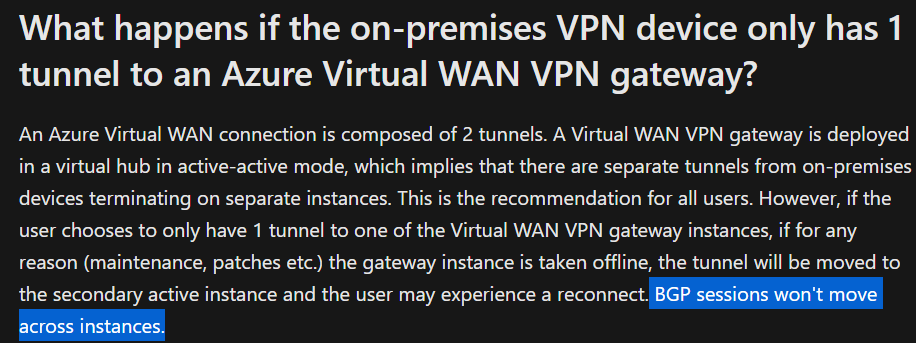 What happens if the on-premises VPN device only has 1
tunnel to an Azure Virtual WAN VPN gateway?
An Azure Virtual WAN connection is composed of 2 tunnels. A Virtual WAN VPN gateway is deployed
in a virtual hub in active-active mode, which implies that there are separate tunnels from on-premises
devices terminating on separate instances. This is the recommendation for all users. However, if the
user chooses to only have 1 tunnel to one of the Virtual WAN VPN gateway instances, if for any
reason (maintenance, patches etc.) the gateway instance is taken offline, the tunnel will be moved to
the secondary active instance and the user may experience a reconnect. BGP sessions won't move
across instances.